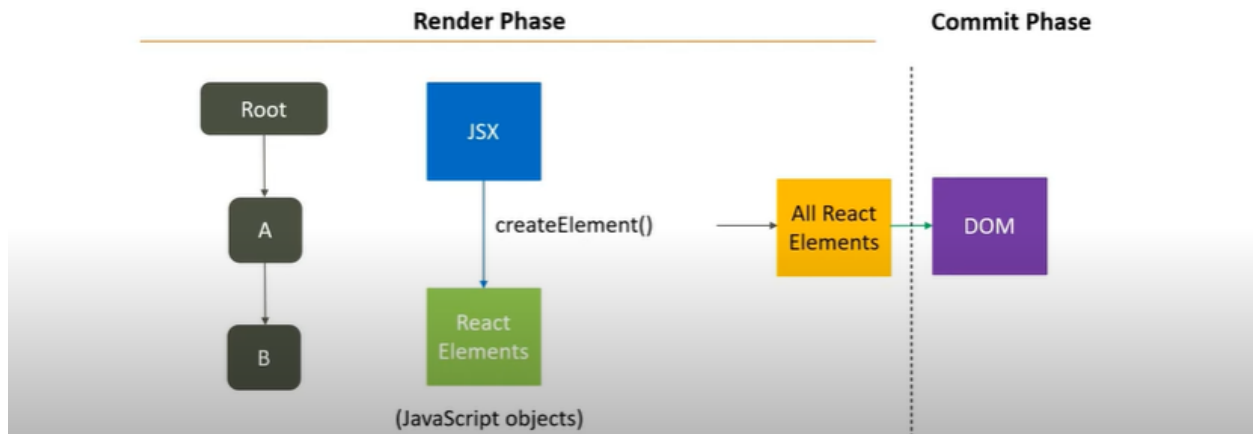 Render Phase
Commit Phase
Root
JSX
A
createElement()
All React
Elements
DOM
B
React
Elements
(JavaScript objects)